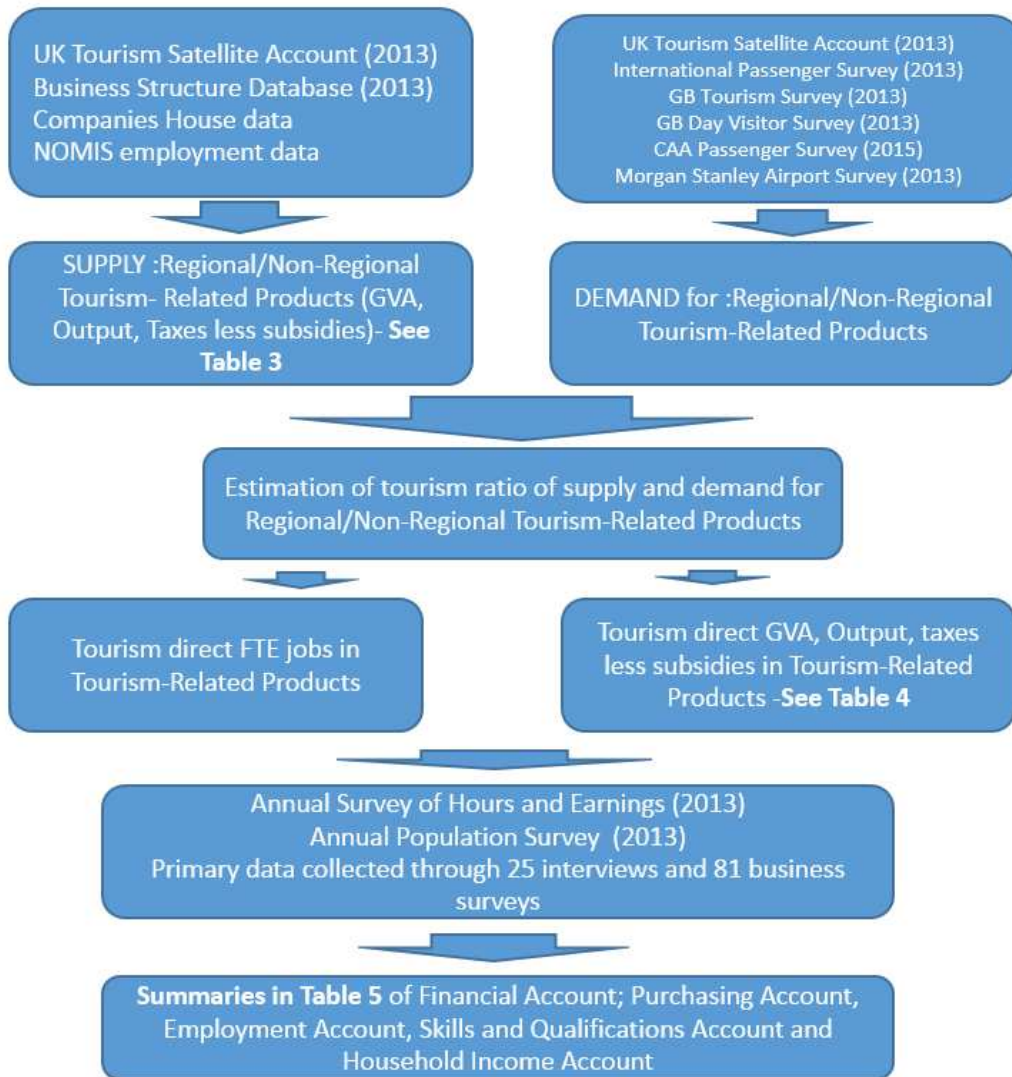 UK Tourism Satellite Account (2013)
Business Structure Database (2013)
Companies House data
NOMIS employment data
UK Tourism Satellite Account (2013)
International Passenger Survey (2013)
GB Tourism Survey (2013)
GB Day Visitor Survey (2013)
CAA Passenger Survey (2015)
Morgan Stanley Airport Survey (2013)
SUPPLY :Regional/Non-Regional
Tourism- Related Products (GVA,
Output, Taxes less subsidies)- See
Table 3
DEMAND for :Regional/Non-Regional
Tourism-Related Products
Estimation of tourism ratio of supply and demand for
Regional/Non-Regional Tourism-Related Products
Tourism direct FTE jobs in
Tourism-Related Products
Tourism direct GVA, Output, taxes
less subsidies in Tourism-Related
Products -See Table 4
Annual Survey of Hours and Earnings (2013)
Annual Population Survey (2013)
Primary data collected through 25 interviews and 81 business
surveys
Summaries in Table 5 of Financial Account; Purchasing Account,
Employment Account, Skills and Qualifications Account and
Household Income Account